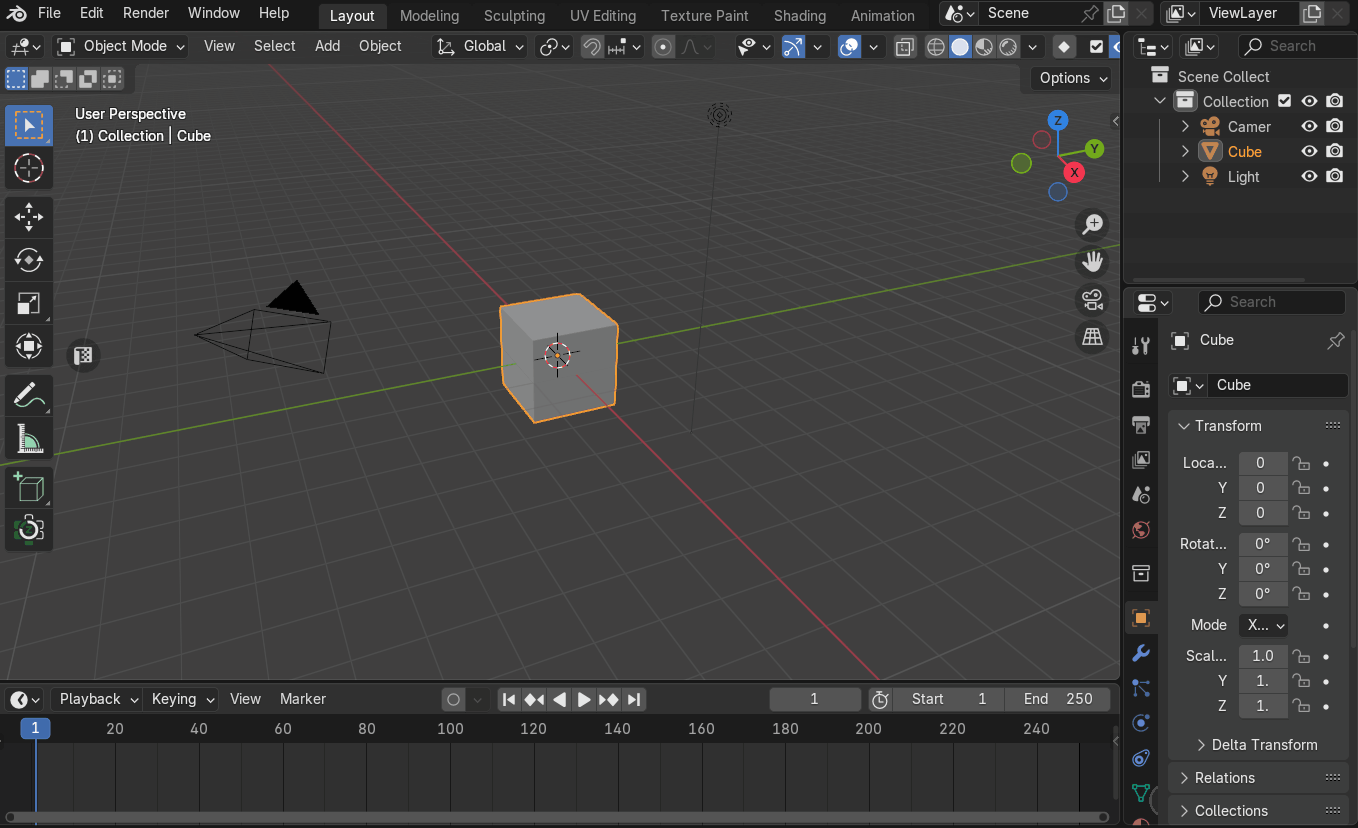 File Edit Render Window Help Layout Modeling Sculpting UV Editing Texture Paint Shading Animation Scene ViewLayer
Object Mode View Select Add Object Global Search
Options
User Perspective
(1) Collection | Cube
Z
Y
X
Scene Collect
Collection
Camer
Cube
Light
Search
Cube
Cube
Transform
Loca... 0
Y 0
Z 0
Rotat... 0°
Y 0°
Z 0°
Mode X...
Scal... 1.0
Y 1.
Z 1.
Delta Transform
Relations
Collections
Playback Keying View Marker 1 Start 1 End 250
1 20 40 60 80 100 120 140 160 180 200 220 240